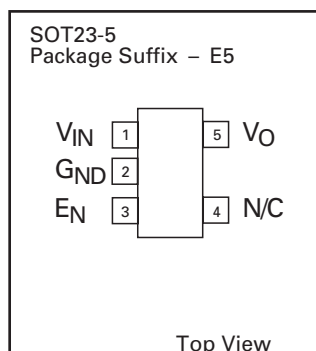 SOT23-5
Package Suffix – E5
VIN 1 5 VO
GND 2
EN 3 4 N/C
Top View